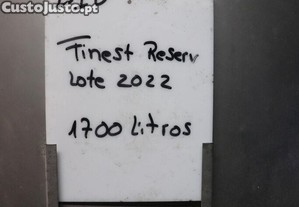 CustoJusto.pt
Finest Reserv
Lote 2022
1700 Litros